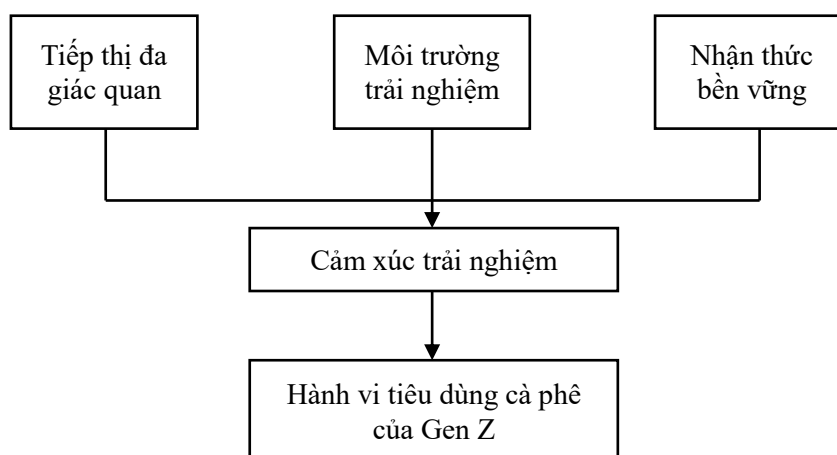 Tiếp thị đa
giác quan
Môi trường
trải nghiệm
Nhận thức
bền vững
Cảm xúc trải nghiệm
Hành vi tiêu dùng cà phê
của Gen Z